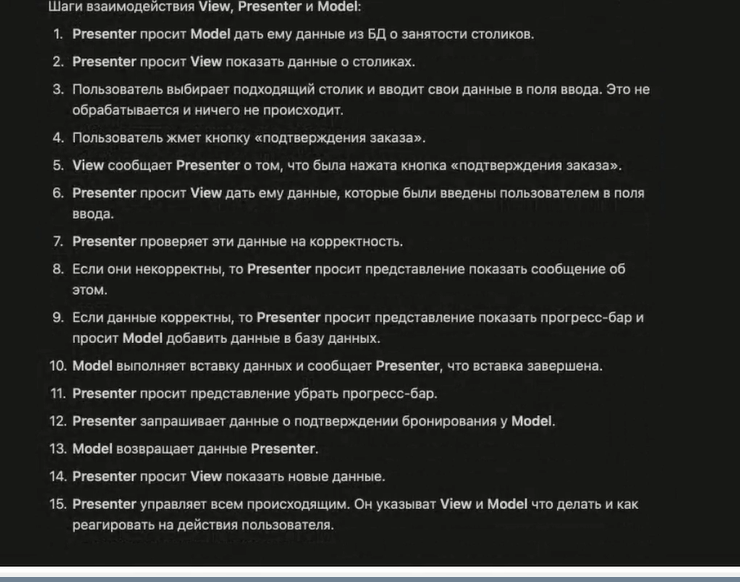 Шаги взаимодействия View, Presenter и Model:
1. Presenter просит Model дать ему данные из БД о занятости столиков.
2. Presenter просит View показать данные о столиках.
3. Пользователь выбирает подходящий столик и вводит свои данные в поля ввода. Это не
обрабатывается и ничего не происходит.
4. Пользователь жмет кнопку «подтверждения заказа».
5. View сообщает Presenter о том, что была нажата кнопка «подтверждения заказа».
6. Presenter просит View дать ему данные, которые были введены пользователем в поля
ввода.
7. Presenter проверяет эти данные на корректность.
8. Если они некорректны, то Presenter просит представление показать сообщение об
этом.
9. Если данные корректны, то Presenter просит представление показать прогресс-бар и
просит Model добавить данные в базу данных.
10. Model выполняет вставку данных и сообщает Presenter, что вставка завершена.
11. Presenter просит представление убрать прогресс-бар.
12. Presenter запрашивает данные о подтверждении бронирования у Model.
13. Model возвращает данные Presenter.
14. Presenter просит View показать новые данные.
15. Presenter управляет всем происходящим. Он указыват View и Model что делать и как
реагировать на действия пользователя.